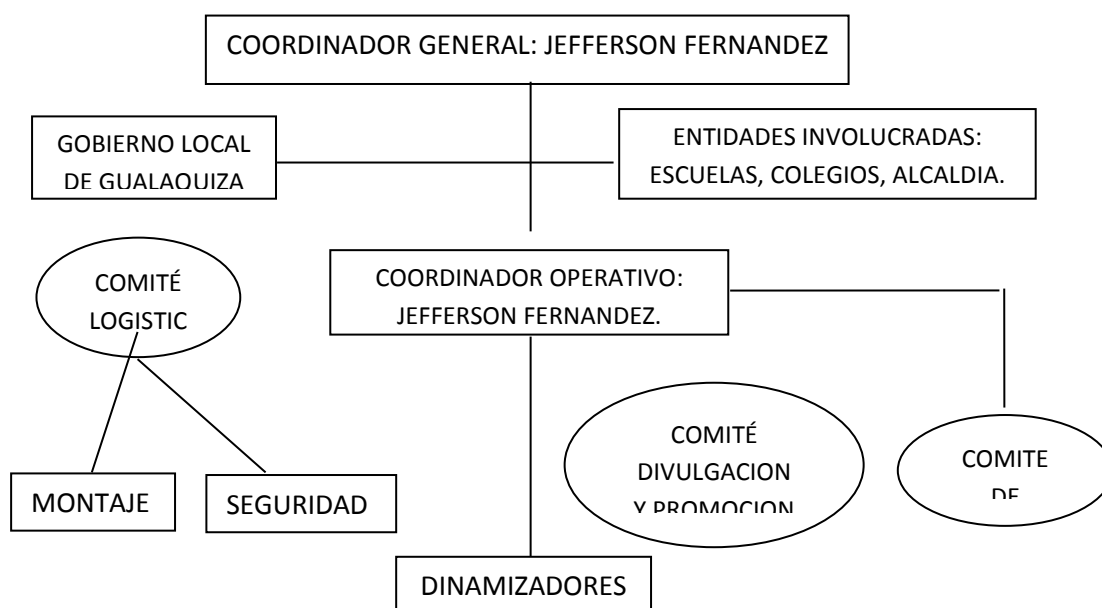 COORDINADOR GENERAL: JEFFERSON FERNANDEZ
GOBIERNO LOCAL
DE GUALAQUIZA
ENTIDADES INVOLUCRADAS:
ESCUELAS, COLEGIOS, ALCALDIA.
COMITÉ
LOGISTIC
COORDINADOR OPERATIVO:
JEFFERSON FERNANDEZ.
COMITÉ
DIVULGACION
Y PROMOCION
COMITE
DE
MONTAJE
SEGURIDAD
DINAMIZADORES